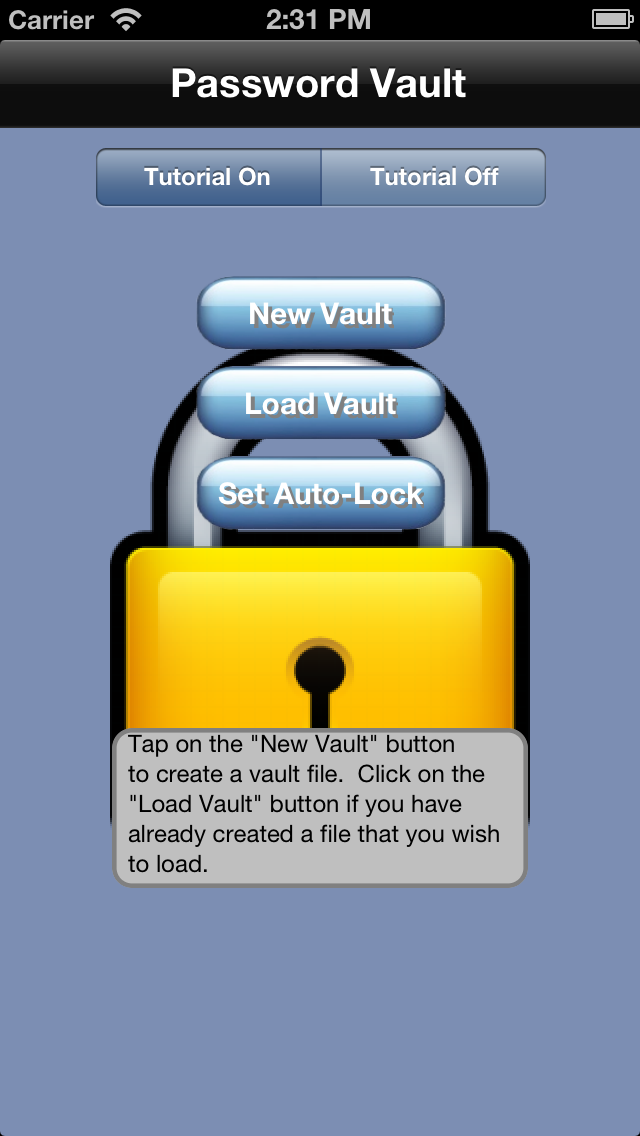 Carrier 2:31 PM
Password Vault
Tutorial On Tutorial Off
New Vault
Load Vault
Set Auto-Lock
Tap on the "New Vault" button
to create a vault file.  Click on the
"Load Vault" button if you have
already created a file that you wish
to load.